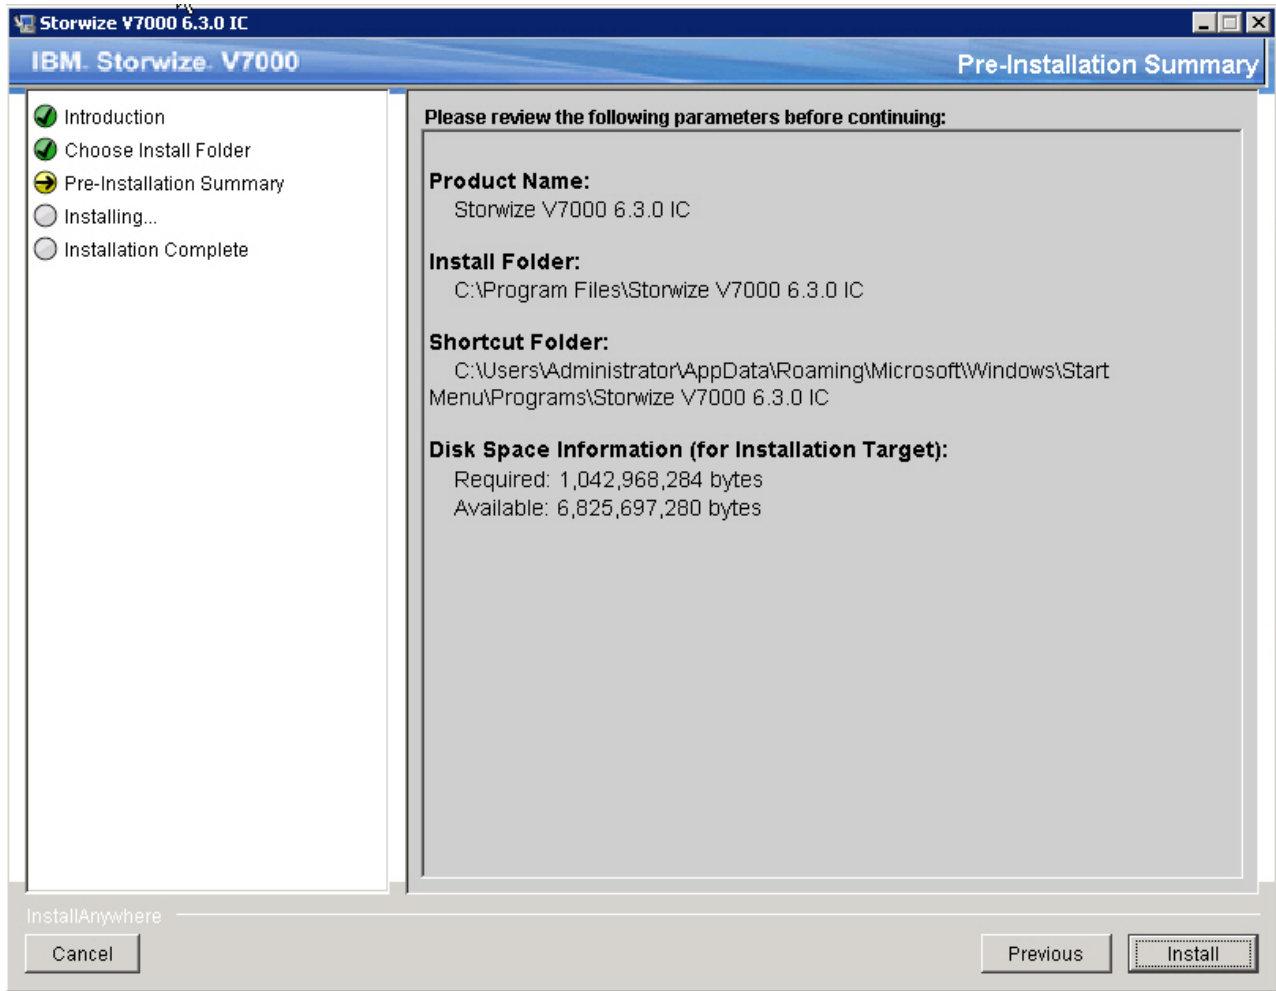 Storwize V7000 6.3.0 IC
IBM. Storwize. V7000
Pre-Installation Summary
Introduction
Choose Install Folder
Pre-Installation Summary
Installing...
Installation Complete
Please review the following parameters before continuing:
Product Name:
Storwize V7000 6.3.0 IC
Install Folder:
C:\Program Files\Storwize V7000 6.3.0 IC
Shortcut Folder:
C:\Users\Administrator\AppData\Roaming\Microsoft\Windows\Start
Menu\Programs\Storwize V7000 6.3.0 IC
Disk Space Information (for Installation Target):
Required: 1,042,968,284 bytes
Available: 6,825,697,280 bytes
InstallAnywhere
Cancel
Previous
Install